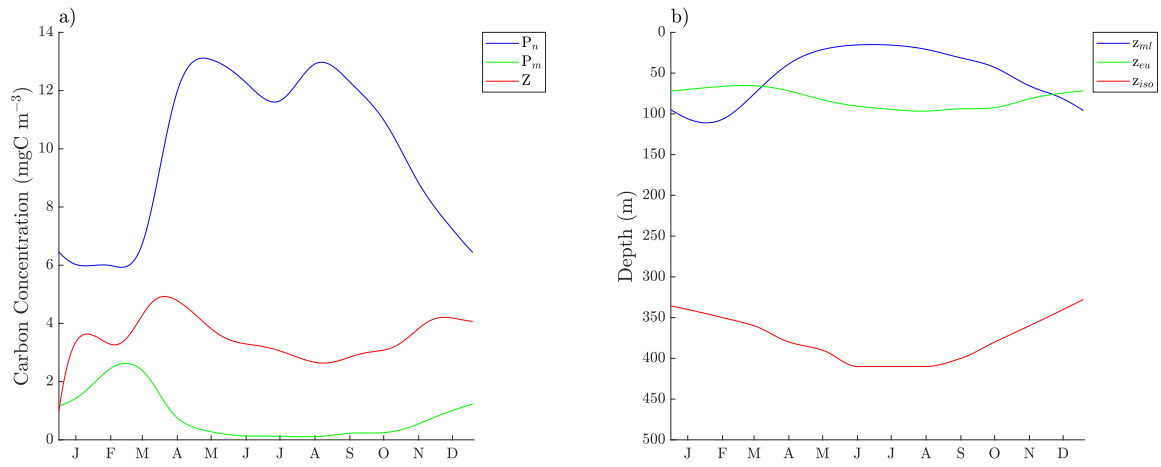 a)
14
12
10
8
6
4
2
0
Carbon Concentration (mgC m⁻³)
J F M A M J J A S O N D
Pₙ
Pₘ
Z
b)
0
50
100
150
200
250
300
350
400
450
500
Depth (m)
J F M A M J J A S O N D
z_ml
z_eu
z_iso